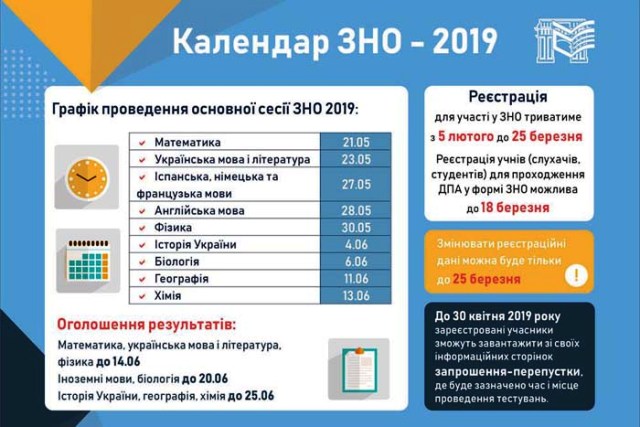 Календар ЗНО - 2019
Графік проведення основної сесії ЗНО 2019:
Математика 21.05
Українська мова і література 23.05
Іспанська, німецька та
французька мови 27.05
Англійська мова 28.05
Фізика 30.05
Історія України 4.06
Біологія 6.06
Географія 11.06
Хімія 13.06
Оголошення результатів:
Математика, українська мова і література,
фізика до 14.06
Іноземні мови, біологія до 20.06
Історія України, географія, хімія до 25.06
Реєстрація
для участі у ЗНО триватиме
з 5 лютого до 25 березня
Реєстрація учнів (слухачів,
студентів) для проходження
ДПА у формі ЗНО можлива
до 18 березня
Змінювати реєстраційні
дані можна буде тільки
до 25 березня
До 30 квітня 2019 року
зареєстровані учасники
зможуть завантажити зі своїх
інформаційних сторінок
запрошення-перепустки,
де буде зазначено час і місце
проведення тестувань.